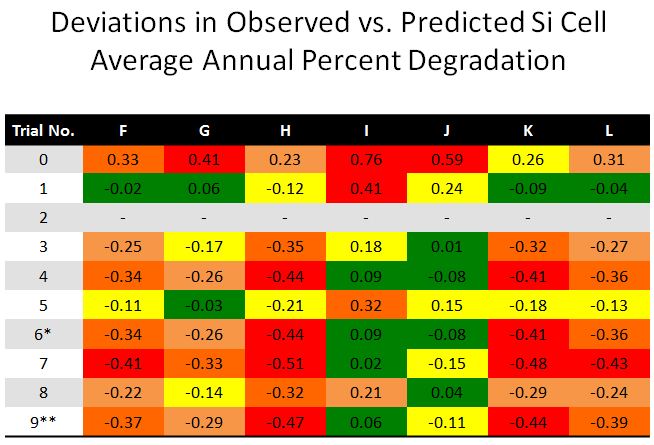 Deviations in Observed vs. Predicted Si Cell
Average Annual Percent Degradation
Trial No. F G H I J K L
0 0.33 0.41 0.23 0.76 0.59 0.26 0.31
1 -0.02 0.06 -0.12 0.41 0.24 -0.09 -0.04
2 - - - - - - -
3 -0.25 -0.17 -0.35 0.18 0.01 -0.32 -0.27
4 -0.34 -0.26 -0.44 0.09 -0.08 -0.41 -0.36
5 -0.11 -0.03 -0.21 0.32 0.15 -0.18 -0.13
6* -0.34 -0.26 -0.44 0.09 -0.08 -0.41 -0.36
7 -0.41 -0.33 -0.51 0.02 -0.15 -0.48 -0.43
8 -0.22 -0.14 -0.32 0.21 0.04 -0.29 -0.24
9** -0.37 -0.29 -0.47 0.06 -0.11 -0.44 -0.39